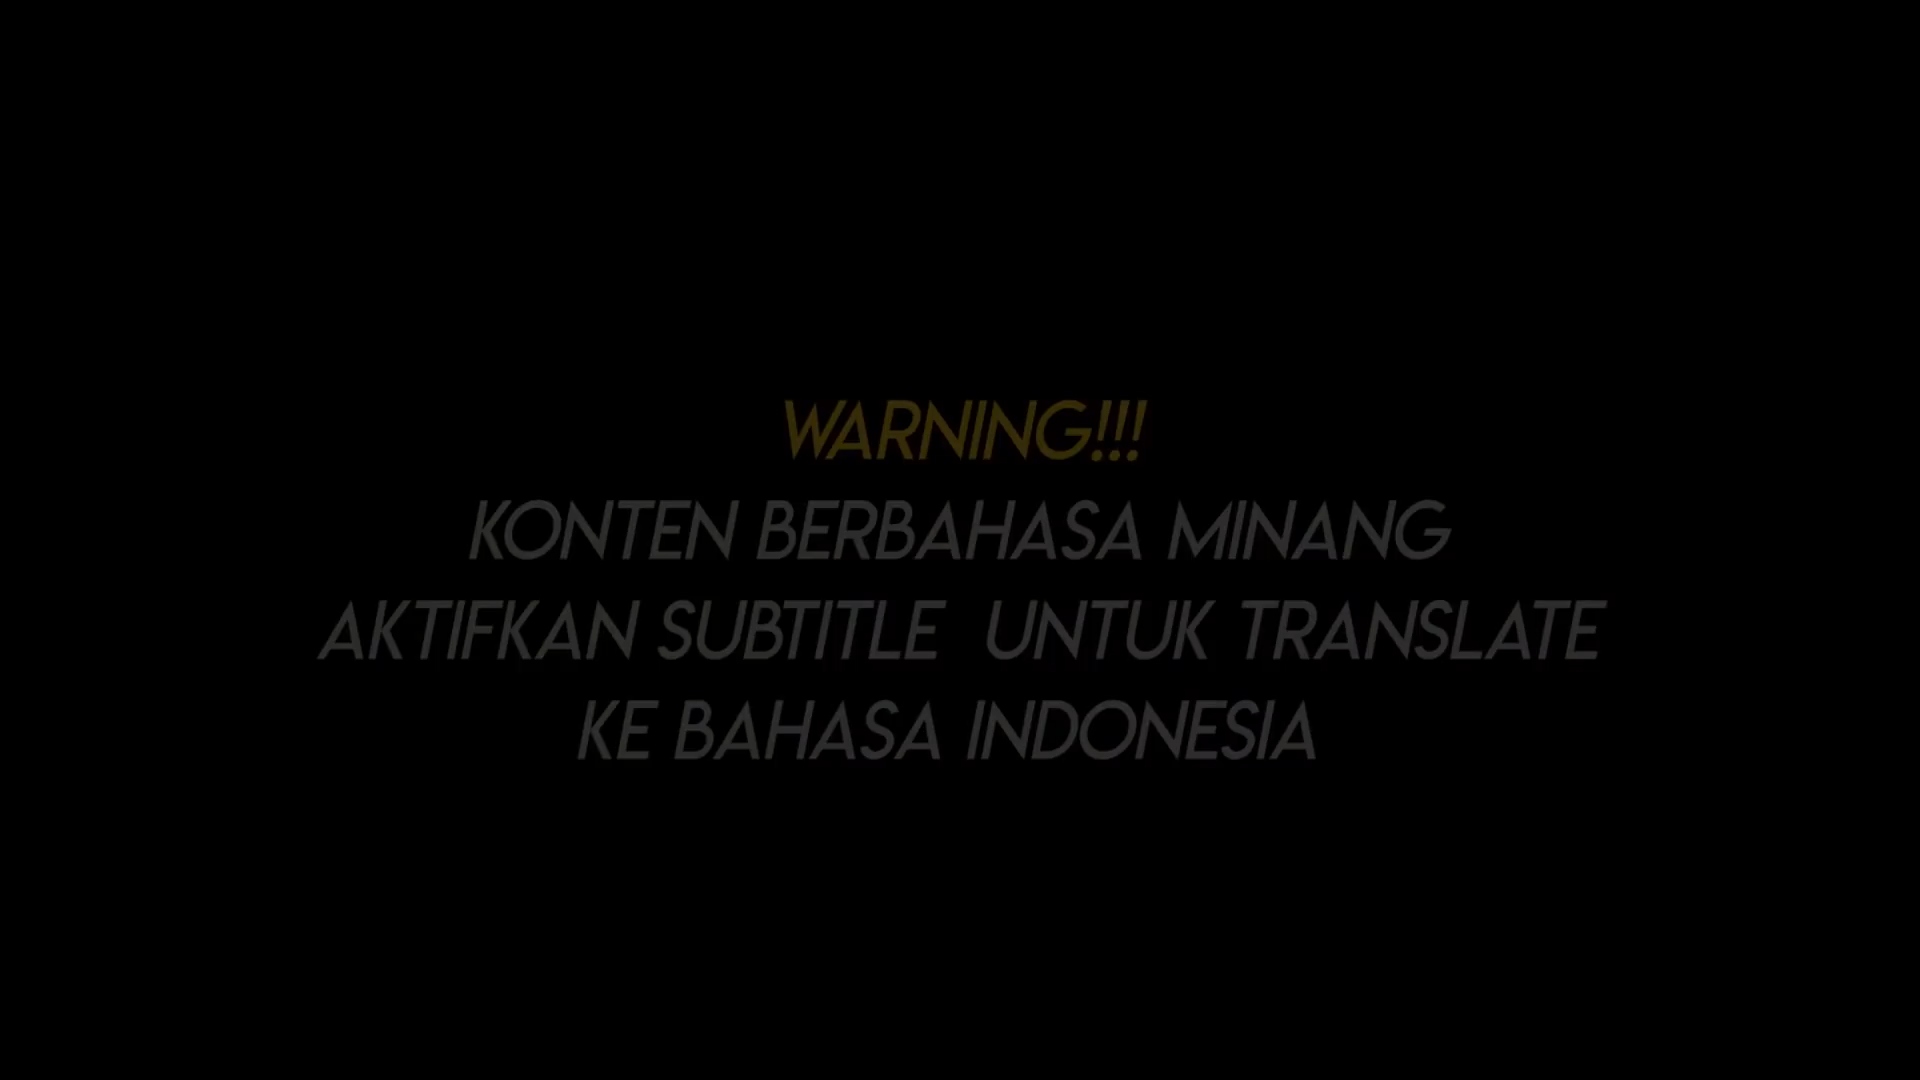 WARNING!!!
KONTEN BERBAHASA MINANG
AKTIFKAN SUBTITLE UNTUK TRANSLATE
KE BAHASA INDONESIA